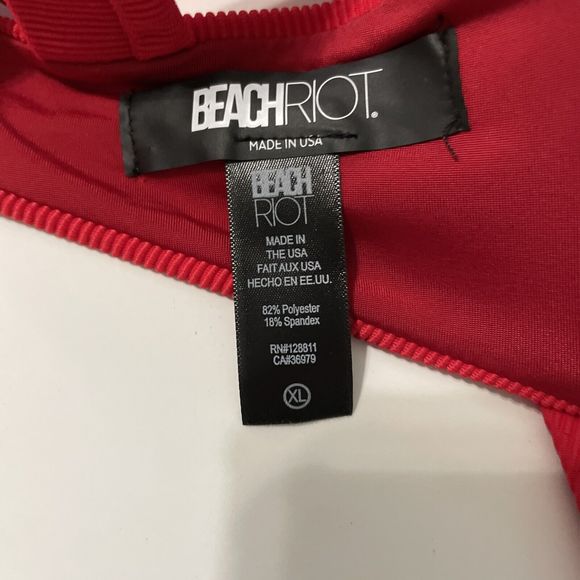 BEACHRIOT.
MADE IN USA
BEACH
RIOT
MADE IN
THE USA
FAIT AUX USA
HECHO EN EE.UU.
82% Polyester
18% Spandex
RN#128811
CA#36979
XL